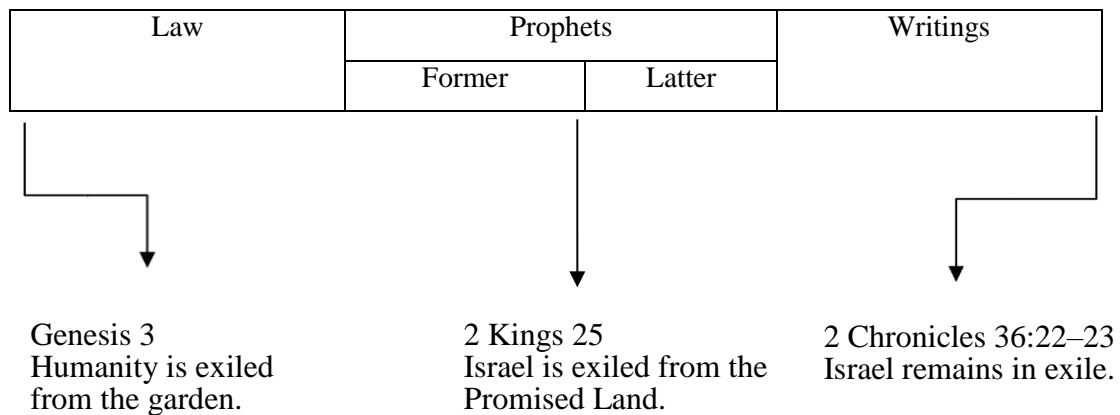 Law
Prophets
Writings
Former
Latter
Genesis 3
Humanity is exiled
from the garden.
2 Kings 25
Israel is exiled from the
Promised Land.
2 Chronicles 36:22–23
Israel remains in exile.